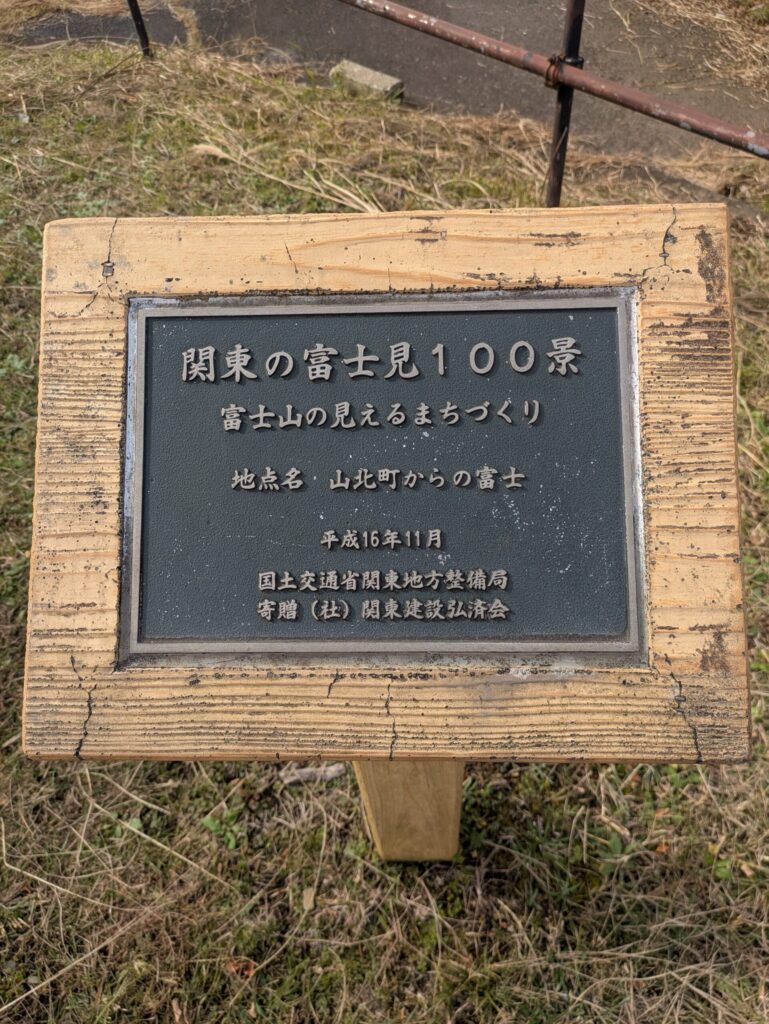 関東の富士見１００景
富士山の見えるまちづくり
地点名　山北町からの富士
平成16年11月
国土交通省関東地方整備局
寄贈（社）関東建設弘済会